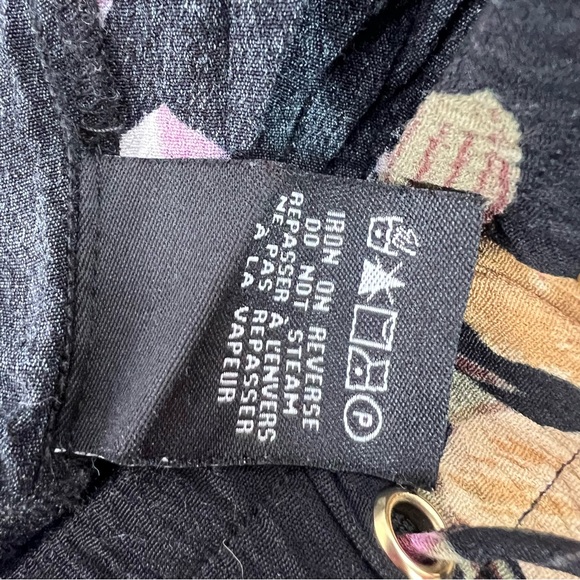 IRON ON REVERSE
DO NOT STEAM
REPASSER A L'ENVERS
NE PAS REPASSER
A LA VAPEUR
P